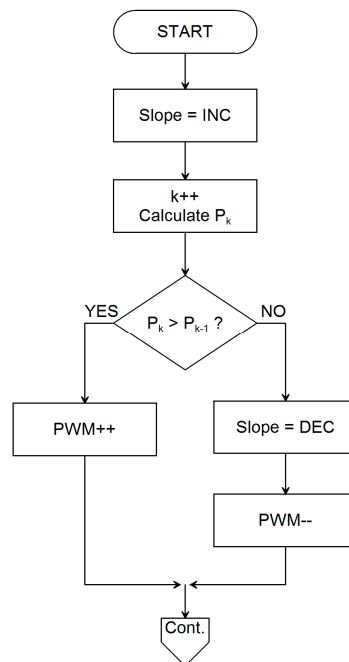 START
Slope = INC
k++
Calculate Pk
YES
Pk > Pk-1 ?
NO
PWM++
Slope = DEC
PWM--
Cont.